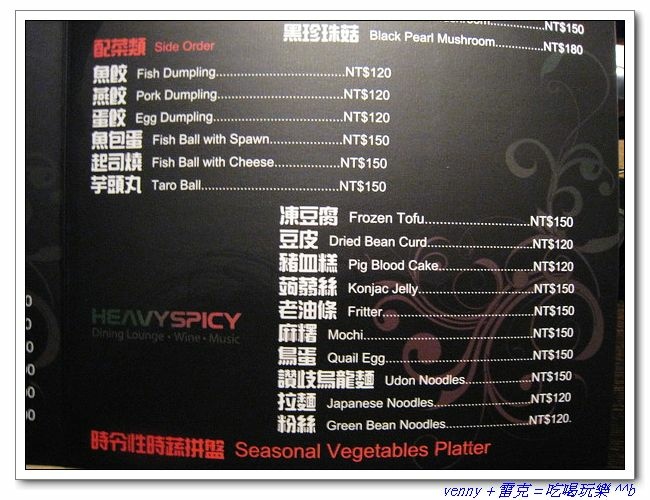 NT$150
黑珍珠菇 Black Pearl Mushroom NT$180
配菜類 Side Order
魚餃 Fish Dumpling NT$120
燕餃 Pork Dumpling NT$120
蛋餃 Egg Dumpling NT$120
魚包蛋 Fish Ball with Spawn NT$150
起司燒 Fish Ball with Cheese NT$150
芋頭丸 Taro Ball NT$150
凍豆腐 Frozen Tofu NT$150
豆皮 Dried Bean Curd NT$120
豬血糕 Pig Blood Cake NT$120
蒟蒻絲 Konjac Jelly NT$150
老油條 Fritter NT$150
麻糬 Mochi NT$150
鳥蛋 Quail Egg NT$150
讚歧烏龍麵 Udon Noodles NT$150
拉麵 Japanese Noodles NT$120
粉絲 Green Bean Noodles NT$120
HEAVYSPICY
Dining Lounge • Wine • Music
時令性時蔬拼盤 Seasonal Vegetables Platter
venny + 雷克 = 吃喝玩樂 ^^b